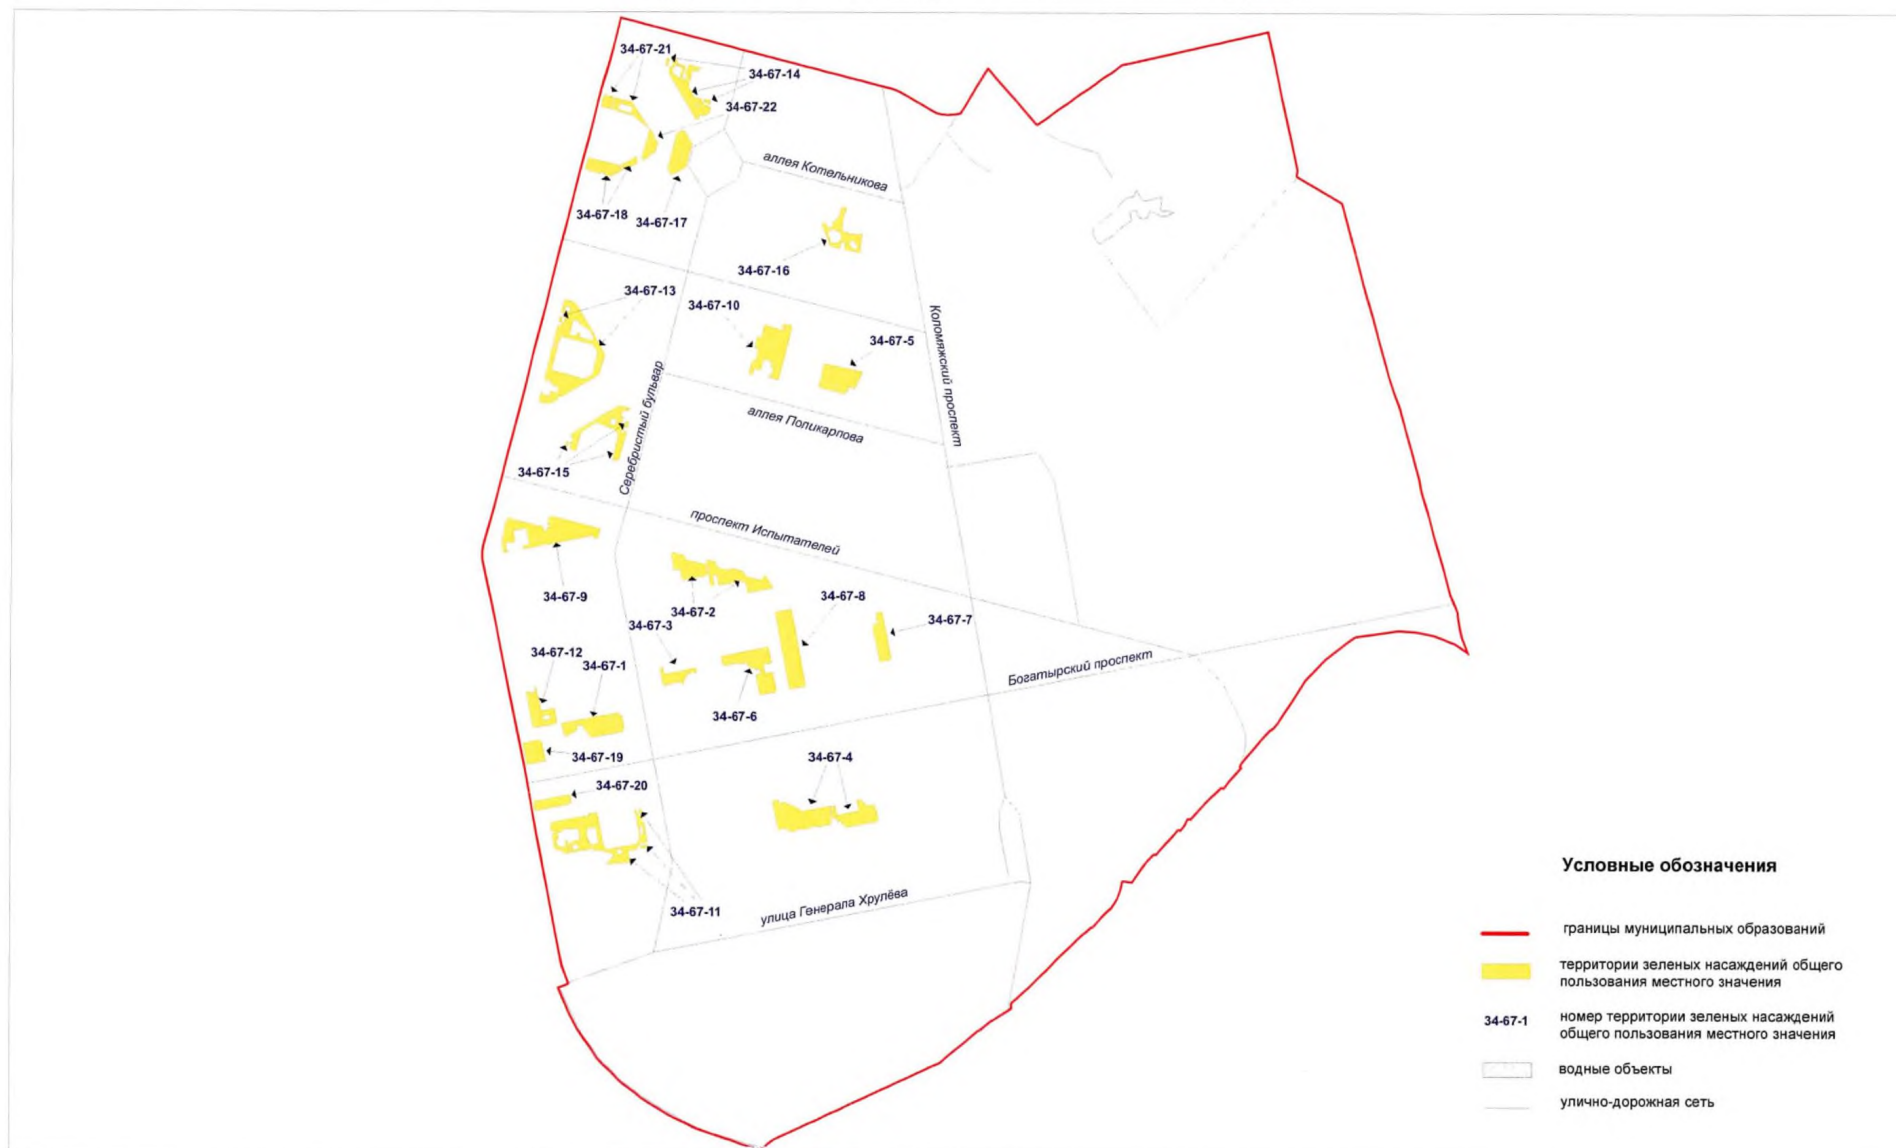 34-67-21
34-67-14
34-67-22
аллея Котельникова
34-67-18
34-67-17
34-67-16
34-67-13
34-67-10
34-67-5
Коломяжский проспект
Серебристый бульвар
аллея Поликарпова
34-67-15
проспект Испытателей
34-67-9
34-67-2
34-67-8
34-67-3
34-67-7
34-67-12
34-67-1
Богатырский проспект
34-67-6
34-67-19
34-67-4
34-67-20
34-67-11
улица Генерала Хрулёва
Условные обозначения
границы муниципальных образований
территории зеленых насаждений общего
пользования местного значения
34-67-1
номер территории зеленых насаждений
общего пользования местного значения
водные объекты
улично-дорожная сеть